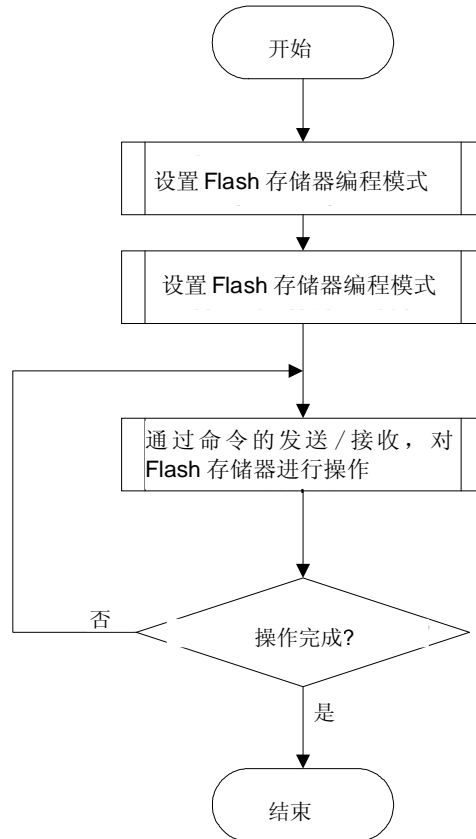 开始
设置 Flash 存储器编程模式
设置 Flash 存储器编程模式
通过命令的发送/接收，对
Flash 存储器进行操作
否
操作完成?
是
结束